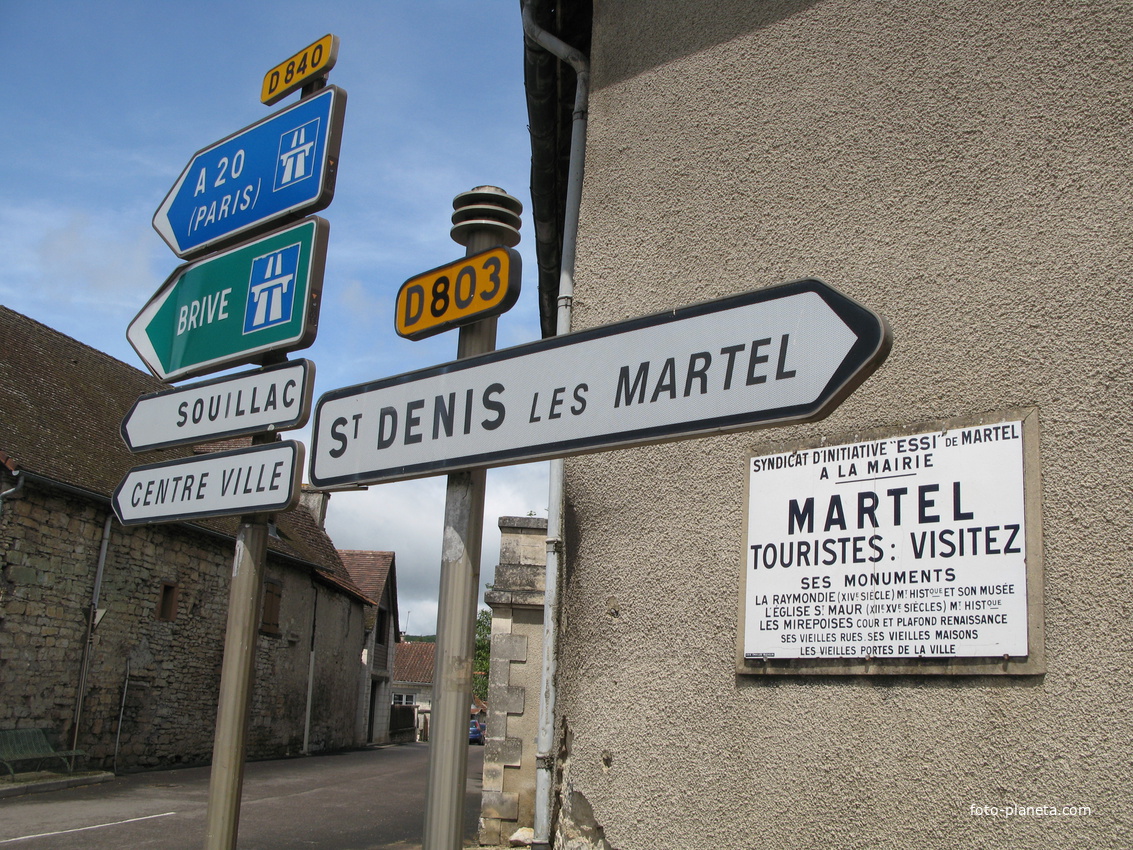 D 840
A 20
(PARIS)
BRIVE
SOUILLAC
CENTRE VILLE
D803
Sᵀ DENIS LES MARTEL
SYNDICAT D'INITIATIVE "ESSI" DE MARTEL
A LA MAIRIE
MARTEL
TOURISTES : VISITEZ
SES MONUMENTS
LA RAYMONDIE (XIVᵉ SIÈCLE) Mᵗ HISTᑫᵘᵉ ET SON MUSÉE
L'ÉGLISE Sᵗ MAUR (XIIᵉ XVᵉ SIÈCLES) Mᵗ HISTᑫᵘᵉ
LES MIREPOISES COUR ET PLAFOND RENAISSANCE
SES VIEILLES RUES . SES VIEILLES MAISONS
LES VIEILLES PORTES DE LA VILLE
foto-planeta.com